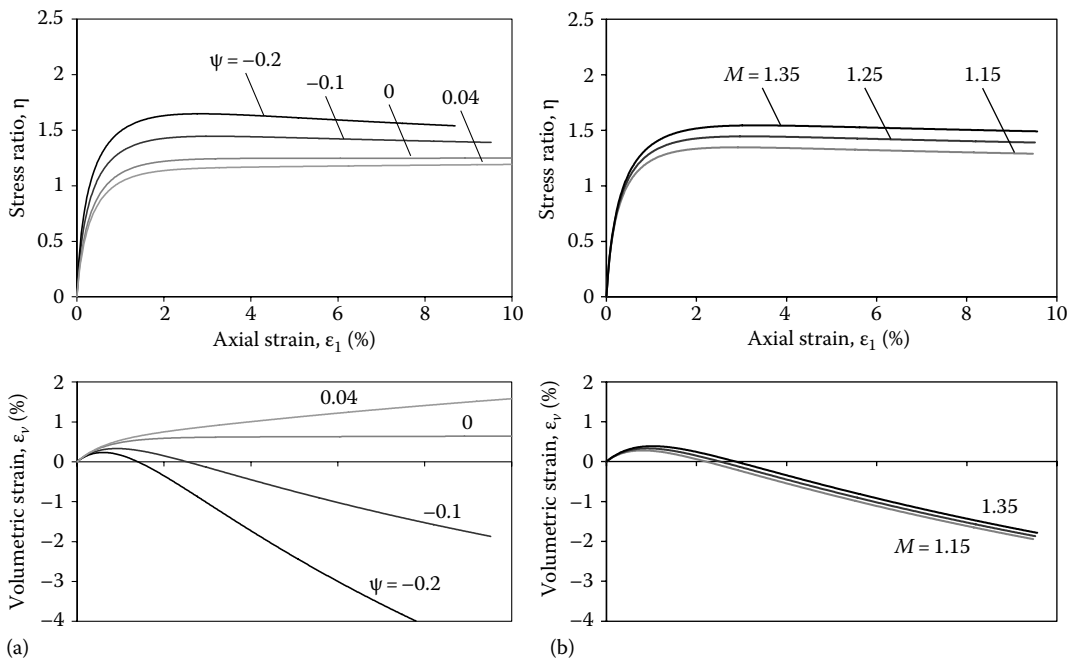 2.5
2
1.5
1
0.5
0
Stress ratio, η
ψ = −0.2
−0.1
0
0.04
0 2 4 6 8 10
Axial strain, ε1 (%)
2.5
2
1.5
1
0.5
0
Stress ratio, η
M = 1.35
1.25
1.15
0 2 4 6 8 10
Axial strain, ε1 (%)
2
1
0
−1
−2
−3
−4
Volumetric strain, εv (%)
0.04
0
−0.1
ψ = −0.2
(a)
2
1
0
−1
−2
−3
−4
Volumetric strain, εv (%)
1.35
M = 1.15
(b)